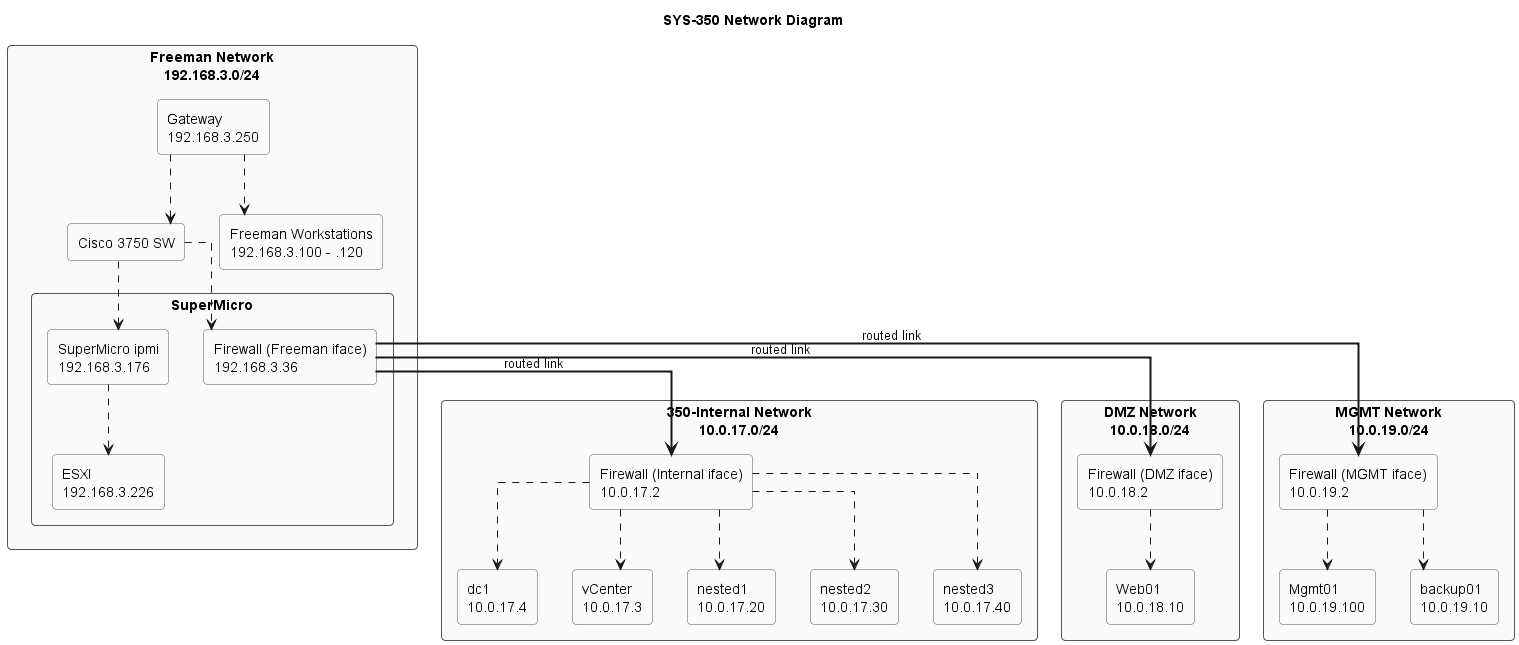 SYS-350 Network Diagram
Freeman Network
192.168.3.0/24
Gateway
192.168.3.250
Cisco 3750 SW
Freeman Workstations
192.168.3.100 - .120
SuperMicro
SuperMicro ipmi
192.168.3.176
Firewall (Freeman iface)
192.168.3.36
ESXI
192.168.3.226
routed link
routed link
routed link
350-Internal Network
10.0.17.0/24
Firewall (Internal iface)
10.0.17.2
dc1
10.0.17.4
vCenter
10.0.17.3
nested1
10.0.17.20
nested2
10.0.17.30
nested3
10.0.17.40
DMZ Network
10.0.18.0/24
Firewall (DMZ iface)
10.0.18.2
Web01
10.0.18.10
MGMT Network
10.0.19.0/24
Firewall (MGMT iface)
10.0.19.2
Mgmt01
10.0.19.100
backup01
10.0.19.10